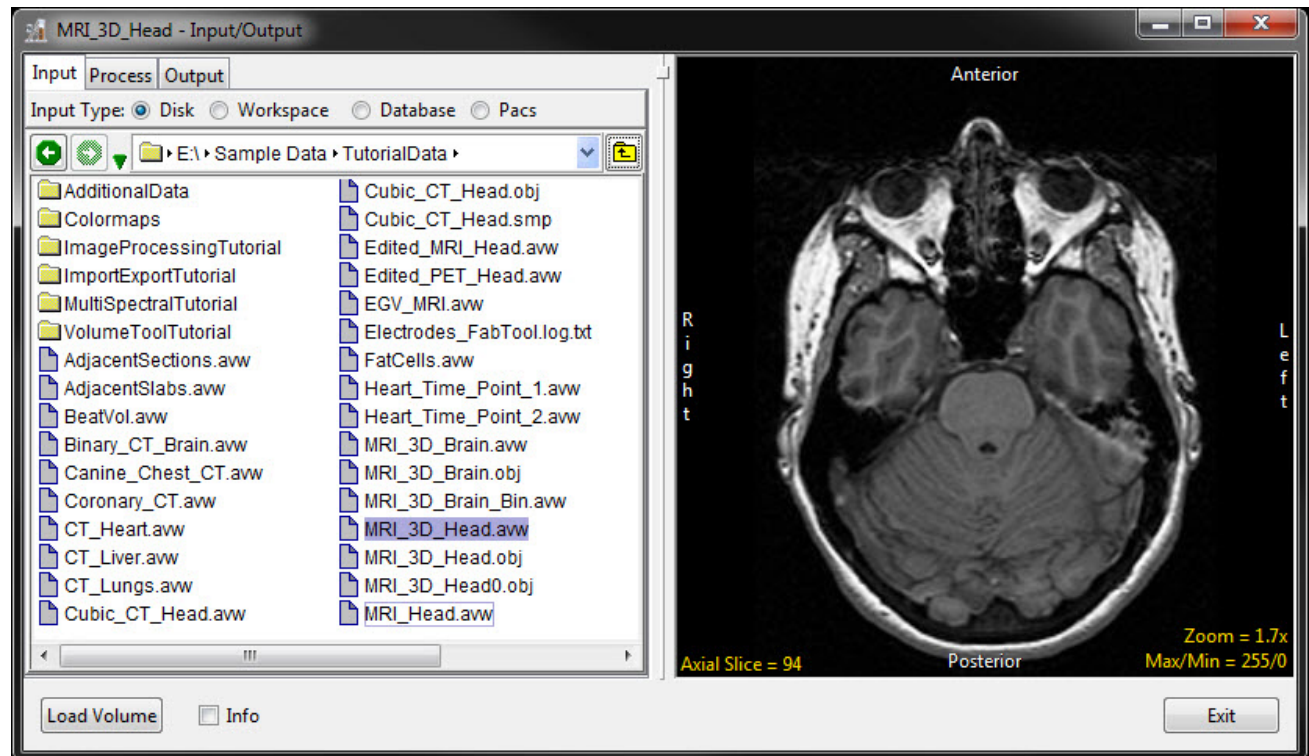 MRI_3D_Head - Input/Output
Input Process Output
Input Type: Disk Workspace Database Pacs
E:\ Sample Data TutorialData
AdditionalData
Colormaps
ImageProcessingTutorial
ImportExportTutorial
MultiSpectralTutorial
VolumeToolTutorial
AdjacentSections.avw
AdjacentSlabs.avw
BeatVol.avw
Binary_CT_Brain.avw
Canine_Chest_CT.avw
Coronary_CT.avw
CT_Heart.avw
CT_Liver.avw
CT_Lungs.avw
Cubic_CT_Head.avw
Cubic_CT_Head.obj
Cubic_CT_Head.smp
Edited_MRI_Head.avw
Edited_PET_Head.avw
EGV_MRI.avw
Electrodes_FabTool.log.txt
FatCells.avw
Heart_Time_Point_1.avw
Heart_Time_Point_2.avw
MRI_3D_Brain.avw
MRI_3D_Brain.obj
MRI_3D_Brain_Bin.avw
MRI_3D_Head.avw
MRI_3D_Head.obj
MRI_3D_Head0.obj
MRI_Head.avw
Anterior
Right
Left
Posterior
Axial Slice = 94
Zoom = 1.7x
Max/Min = 255/0
Load Volume Info
Exit